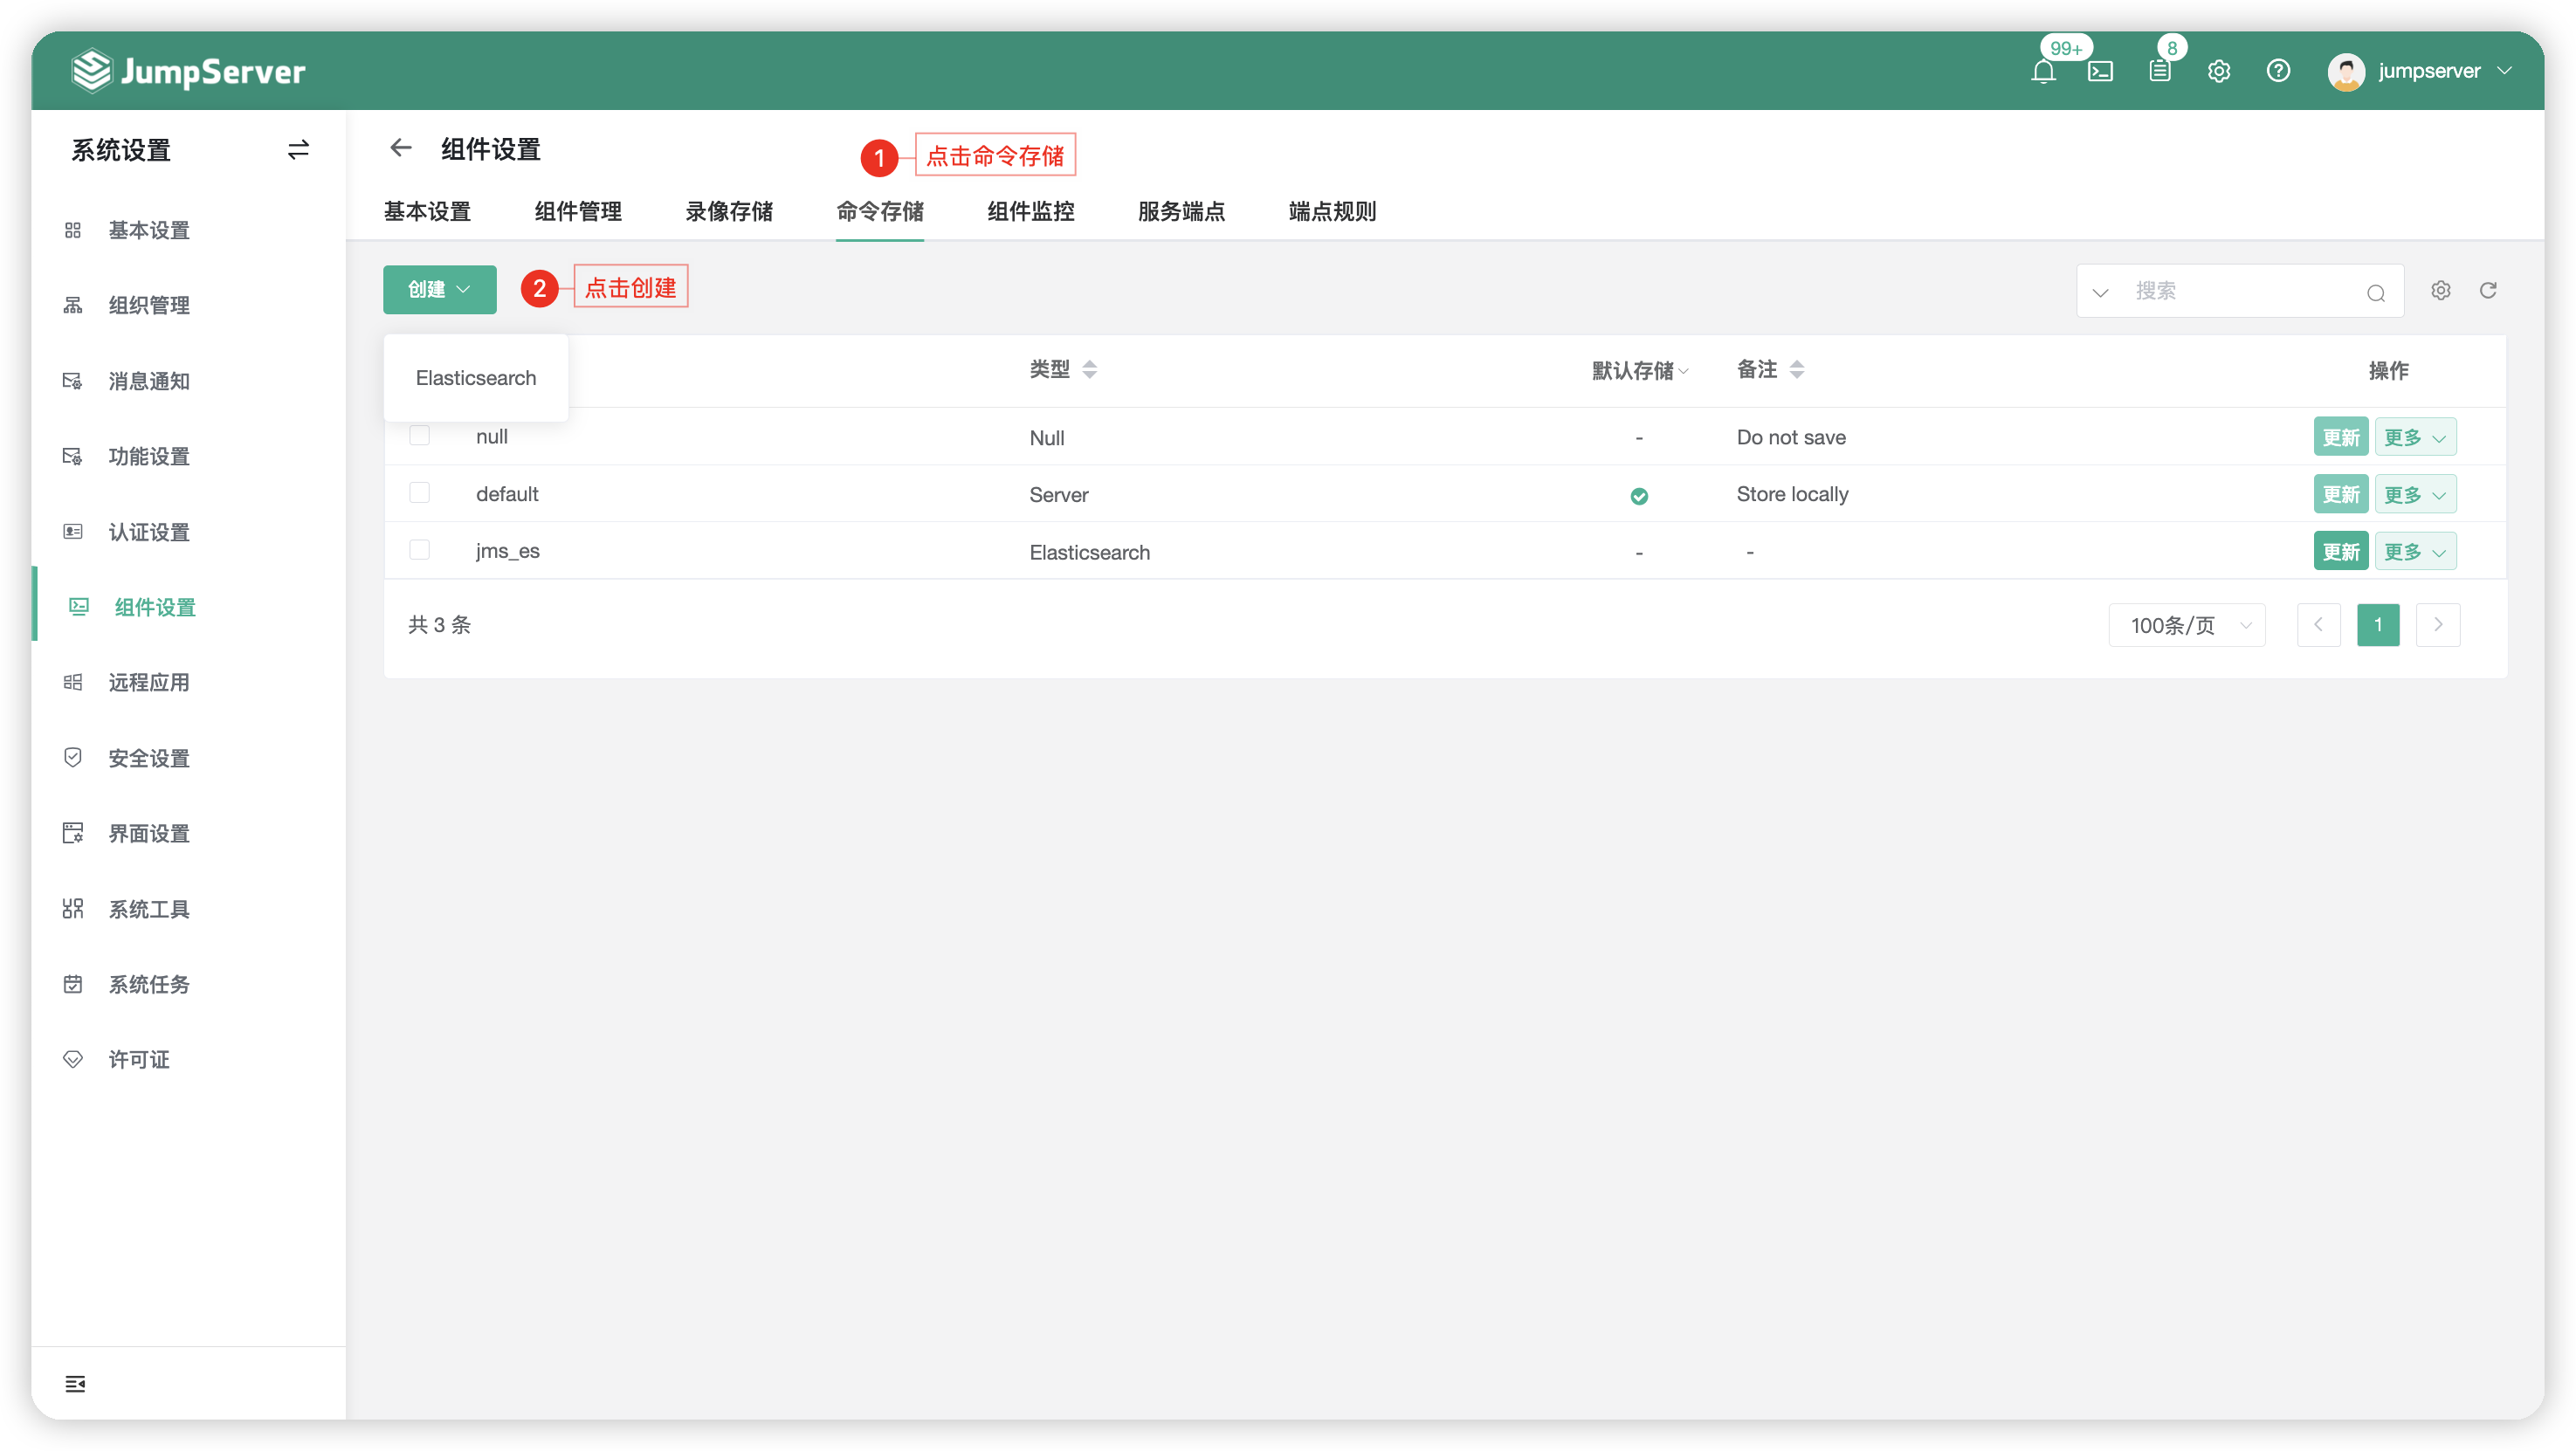 JumpServer
99+
8
jumpserver
系统设置
基本设置
组织管理
消息通知
功能设置
认证设置
组件设置
远程应用
安全设置
界面设置
系统工具
系统任务
许可证
组件设置
1 点击命令存储
基本设置 组件管理 录像存储 命令存储 组件监控 服务端点 端点规则
创建
2 点击创建
搜索
Elasticsearch
类型 默认存储 备注 操作
null Null - Do not save 更新 更多
default Server Store locally 更新 更多
jms_es Elasticsearch - - 更新 更多
共 3 条
100条/页
1